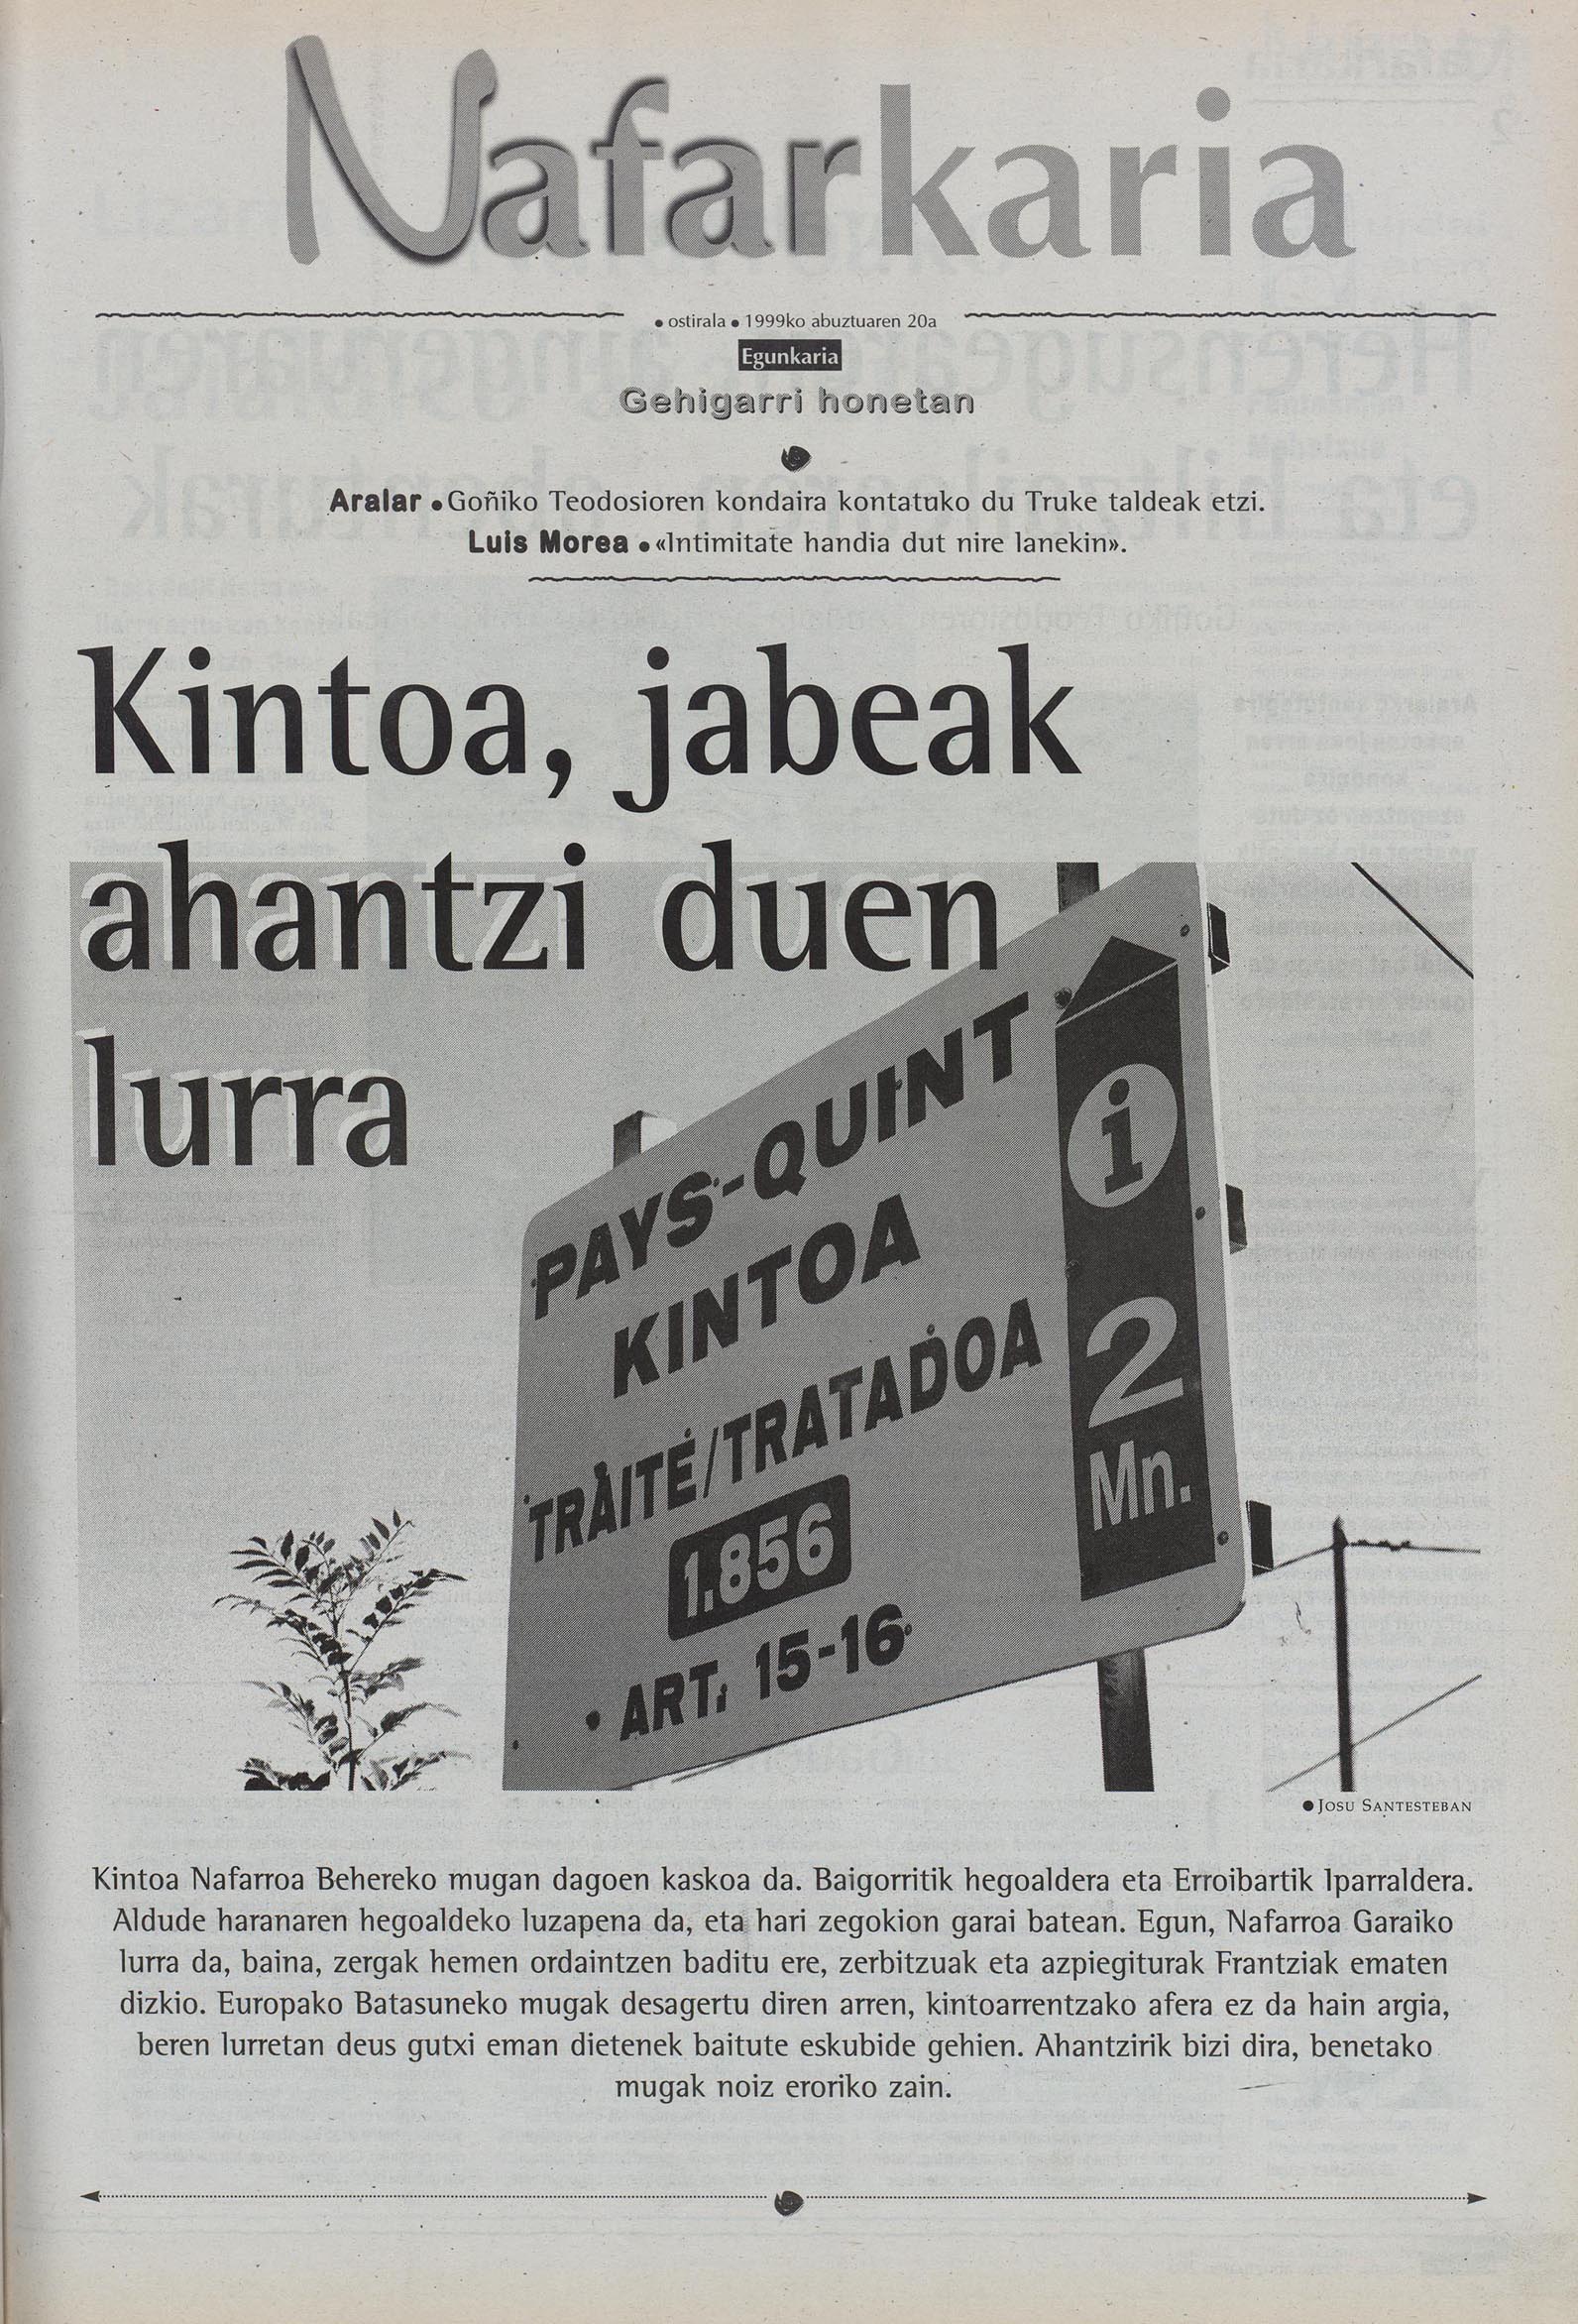 Nafarkaria
• ostirala • 1999ko abuztuaren 20a
Egunkaria
Gehigarri honetan
Aralar • Goñiko Teodosioren kondaira kontatuko du Truke taldeak etzi.
Luis Morea • «Intimitate handia dut nire lanekin».
Kintoa, jabeak
ahantzi duen
lurra
PAYS-QUINT
KINTOA
TRAITÉ/TRATADOA
1.856
ART. 15-16
i
2
Mn.
• JOSU SANTESTEBAN
Kintoa Nafarroa Behereko mugan dagoen kaskoa da. Baigorritik hegoaldera eta Erroibartik Iparraldera.
Aldude haranaren hegoaldeko luzapena da, eta hari zegokion garai batean. Egun, Nafarroa Garaiko
lurra da, baina, zergak hemen ordaintzen baditu ere, zerbitzuak eta azpiegiturak Frantziak ematen
dizkio. Europako Batasuneko mugak desagertu diren arren, kintoarrentzako afera ez da hain argia,
beren lurretan deus gutxi eman dietenek baitute eskubide gehien. Ahantzirik bizi dira, benetako
mugak noiz eroriko zain.